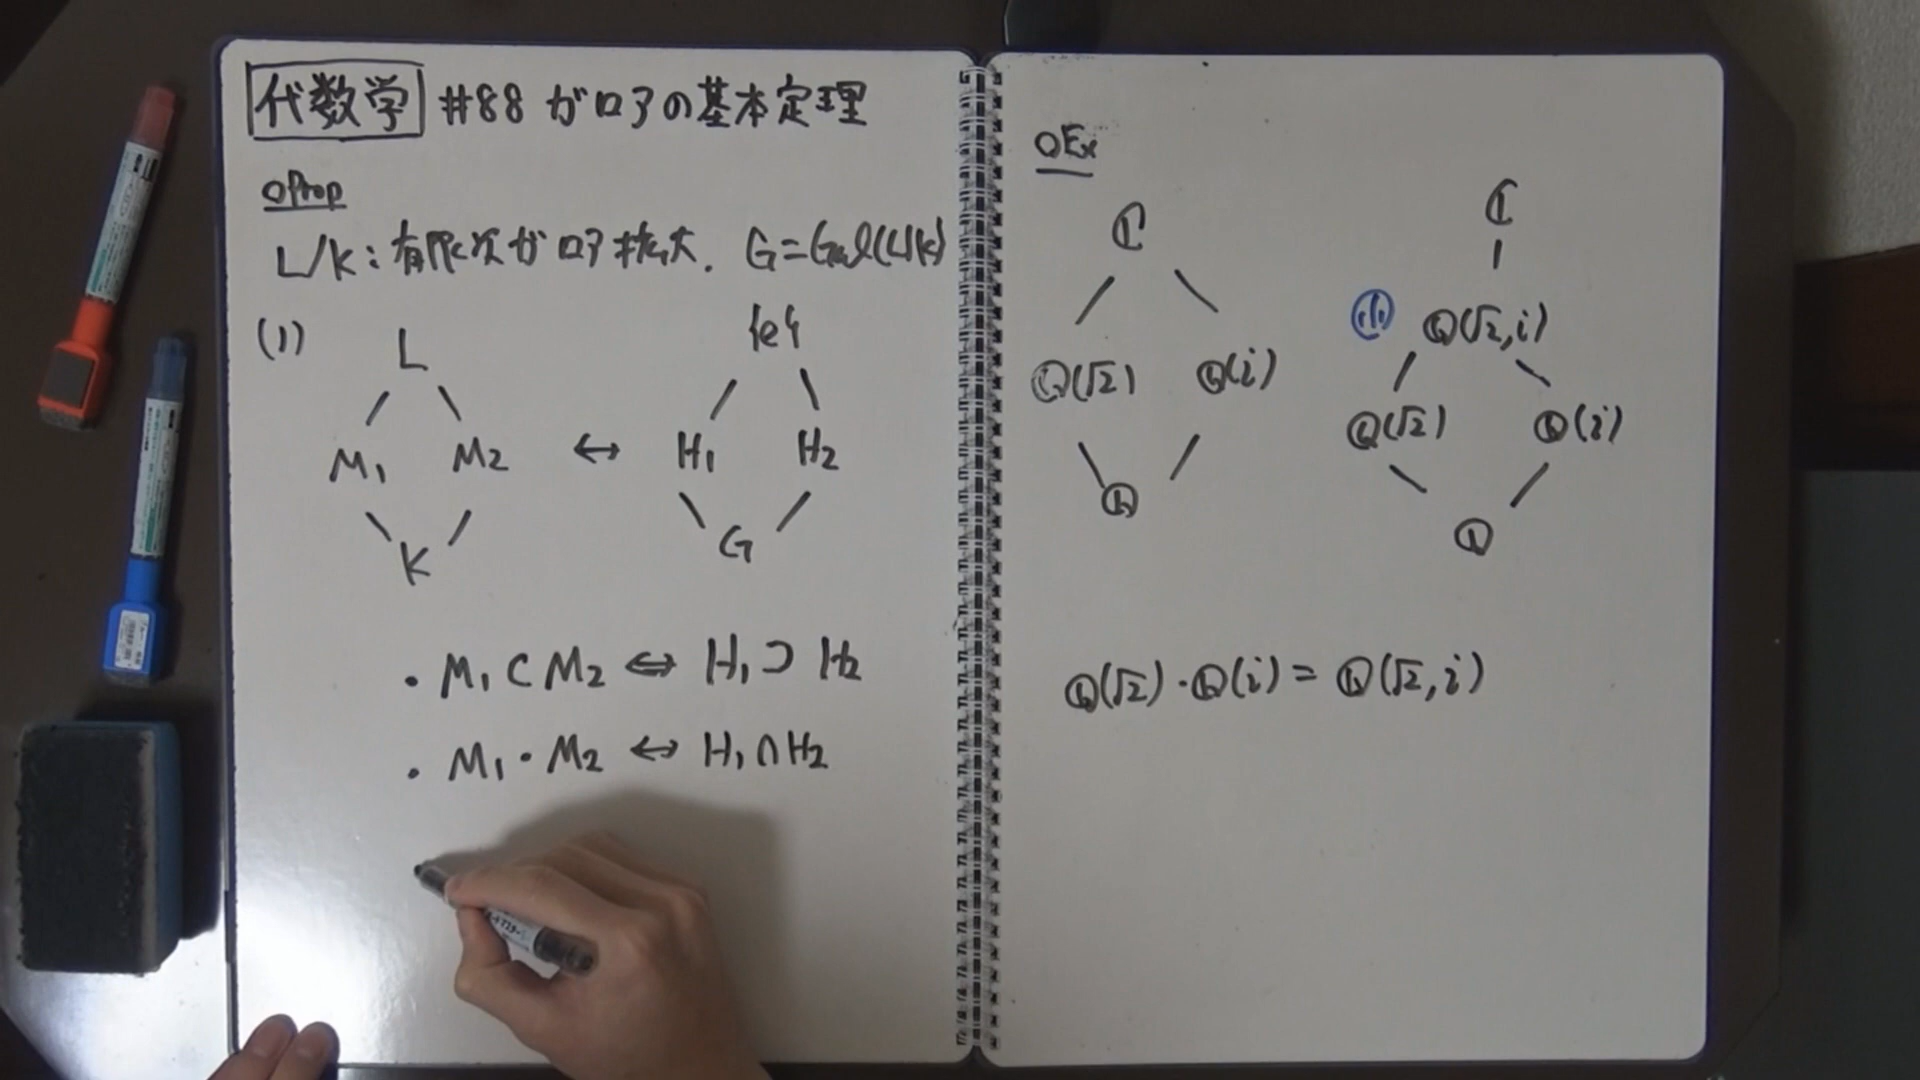 代数学 #88 ガロアの基本定理
○Prop
L/K:有限次ガロア拡大. G=Gal(L/K)
(1)
L {e}
M₁ M₂ ↔ H₁ H₂
K G
・M₁⊂M₂ ⇔ H₁⊃H₂
・M₁・M₂ ↔ H₁∩H₂
○Ex
ℂ
ℚ(√2) ℚ(i)
ℚ
ℂ
小 ℚ(√2,i)
ℚ(√2) ℚ(i)
ℚ
ℚ(√2)・ℚ(i)=ℚ(√2,i)